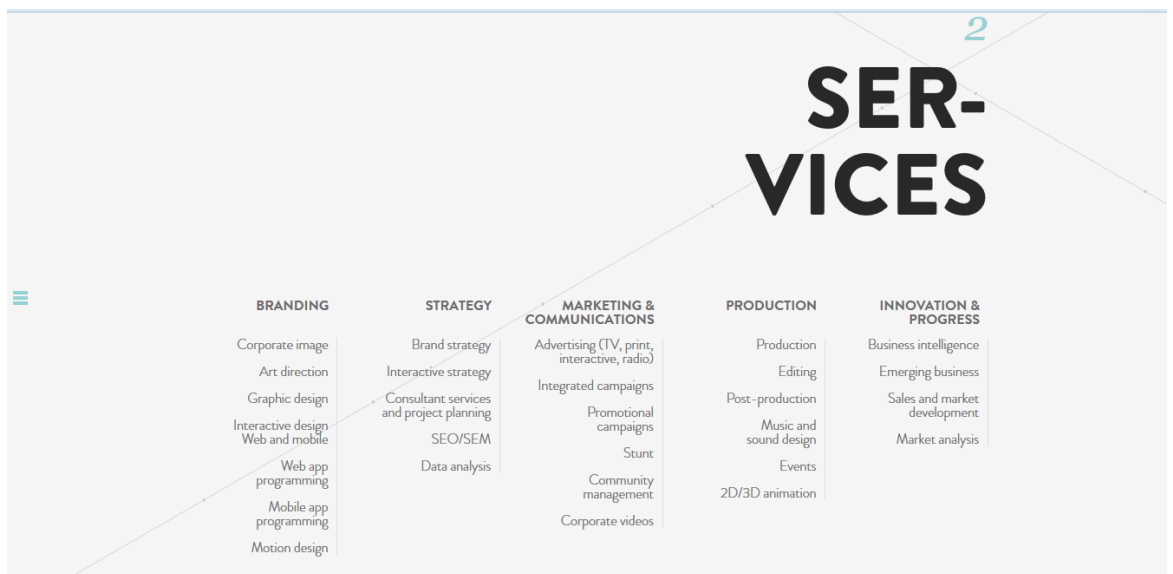 2
SER-
VICES
BRANDING
Corporate image
Art direction
Graphic design
Interactive design
Web and mobile
Web app
programming
Mobile app
programming
Motion design
STRATEGY
Brand strategy
Interactive strategy
Consultant services
and project planning
SEO/SEM
Data analysis
MARKETING &
COMMUNICATIONS
Advertising (TV, print,
interactive, radio)
Integrated campaigns
Promotional
campaigns
Stunt
Community
management
Corporate videos
PRODUCTION
Production
Editing
Post-production
Music and
sound design
Events
2D/3D animation
INNOVATION &
PROGRESS
Business intelligence
Emerging business
Sales and market
development
Market analysis